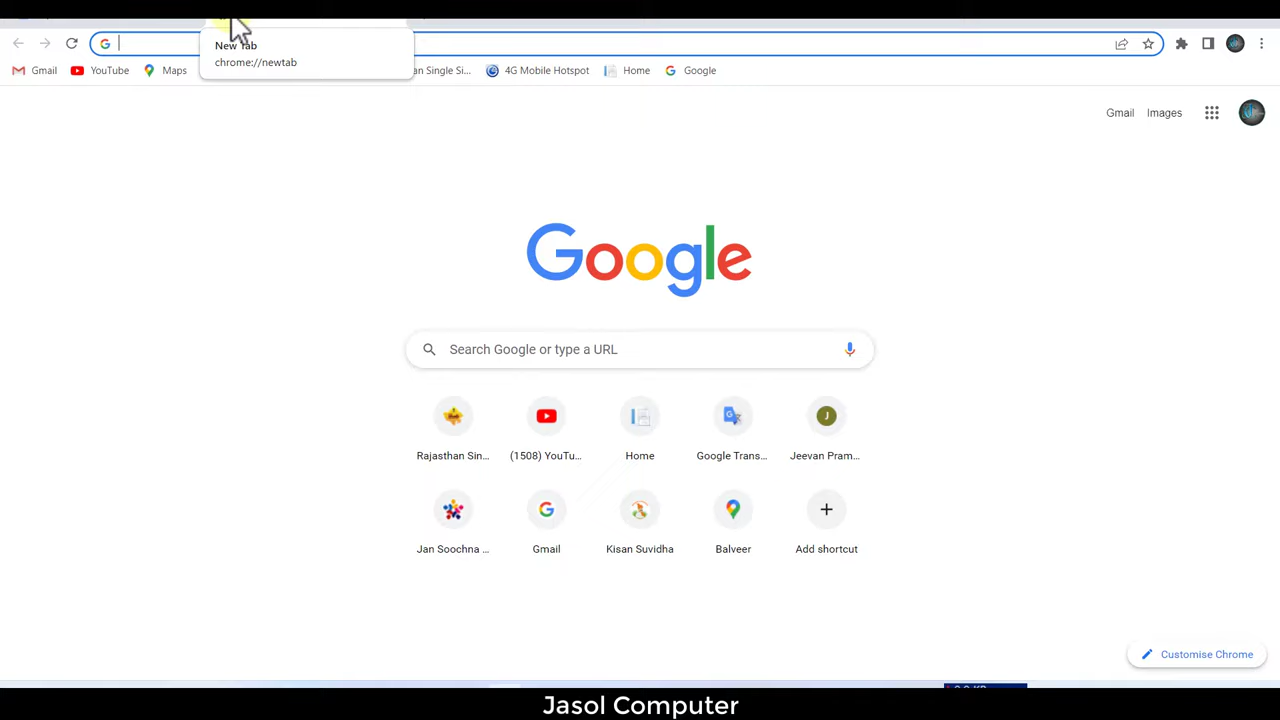 New Tab
chrome://newtab
Gmail YouTube Maps an Single Si... 4G Mobile Hotspot Home Google
Gmail Images
Google
Search Google or type a URL
Rajasthan Sin... (1508) YouTu... Home Google Trans... Jeevan Pram...
J
Jan Soochna ... Gmail Kisan Suvidha Balveer Add shortcut
Customise Chrome
Jasol Computer